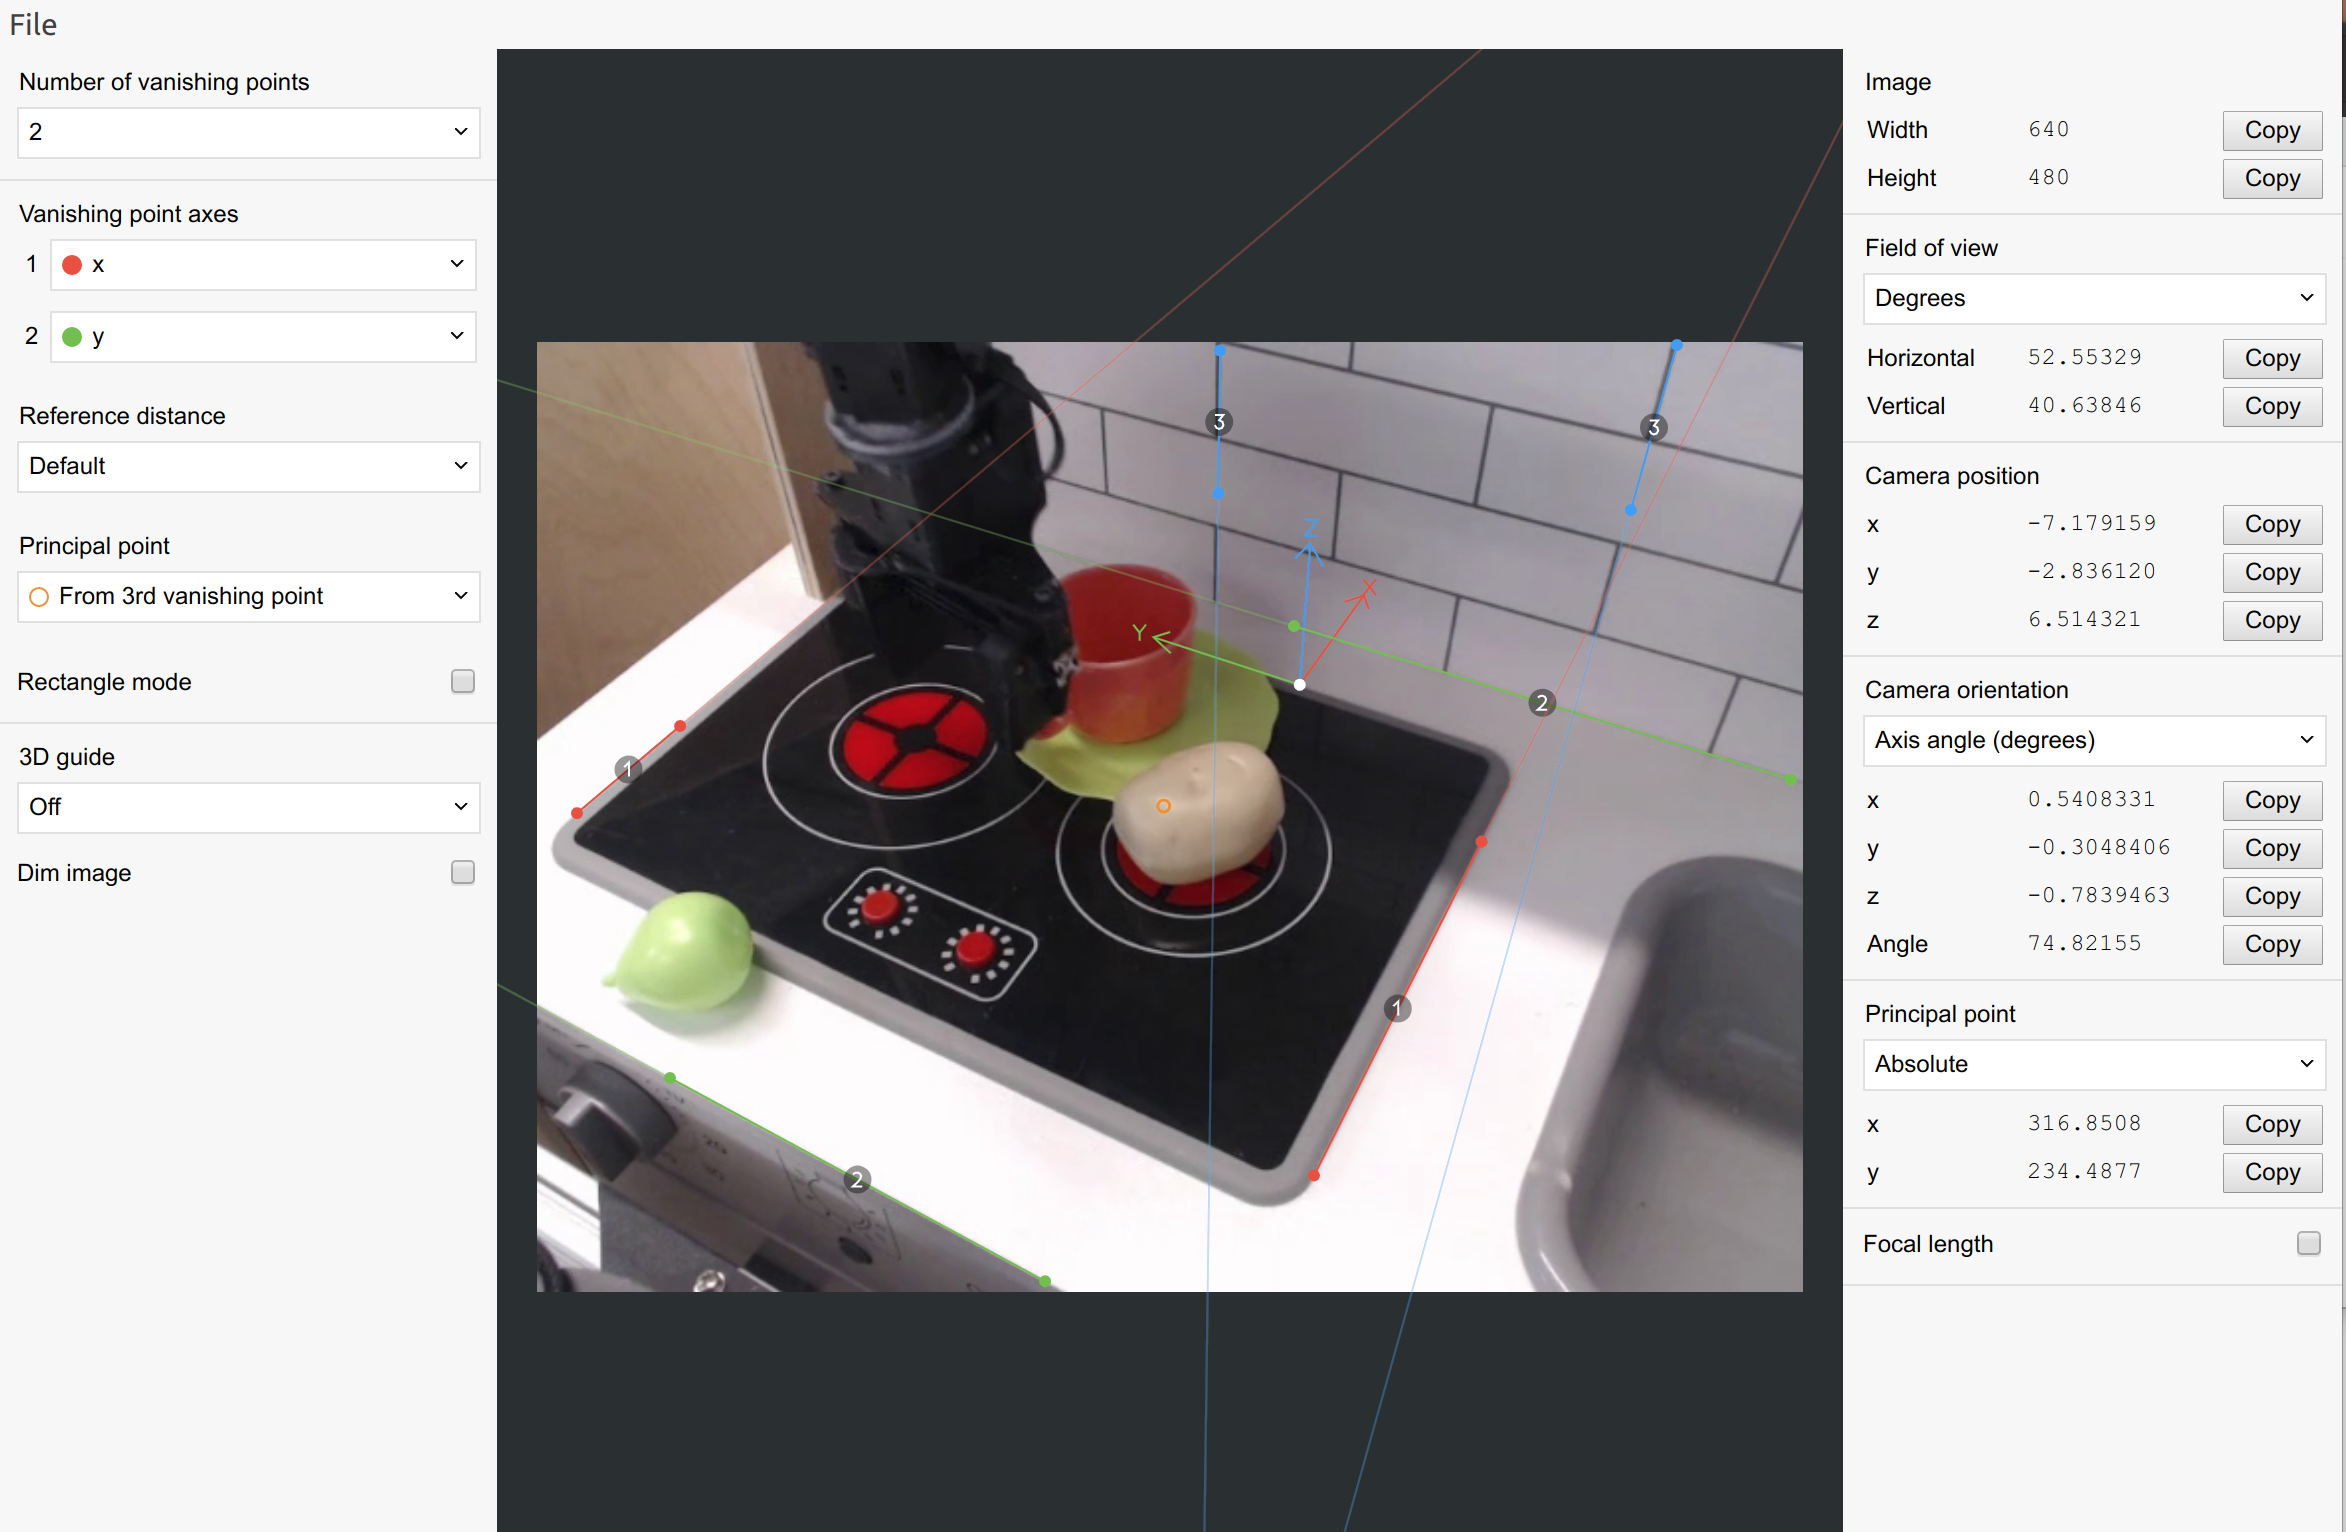 File
Number of vanishing points
2
Vanishing point axes
1 x
2 y
Reference distance
Default
Principal point
From 3rd vanishing point
Rectangle mode
3D guide
Off
Dim image
3
3
Z
X
Y
2
1
1
2
Image
Width 640 Copy
Height 480 Copy
Field of view
Degrees
Horizontal 52.55329 Copy
Vertical 40.63846 Copy
Camera position
x -7.179159 Copy
y -2.836120 Copy
z 6.514321 Copy
Camera orientation
Axis angle (degrees)
x 0.5408331 Copy
y -0.3048406 Copy
z -0.7839463 Copy
Angle 74.82155 Copy
Principal point
Absolute
x 316.8508 Copy
y 234.4877 Copy
Focal length